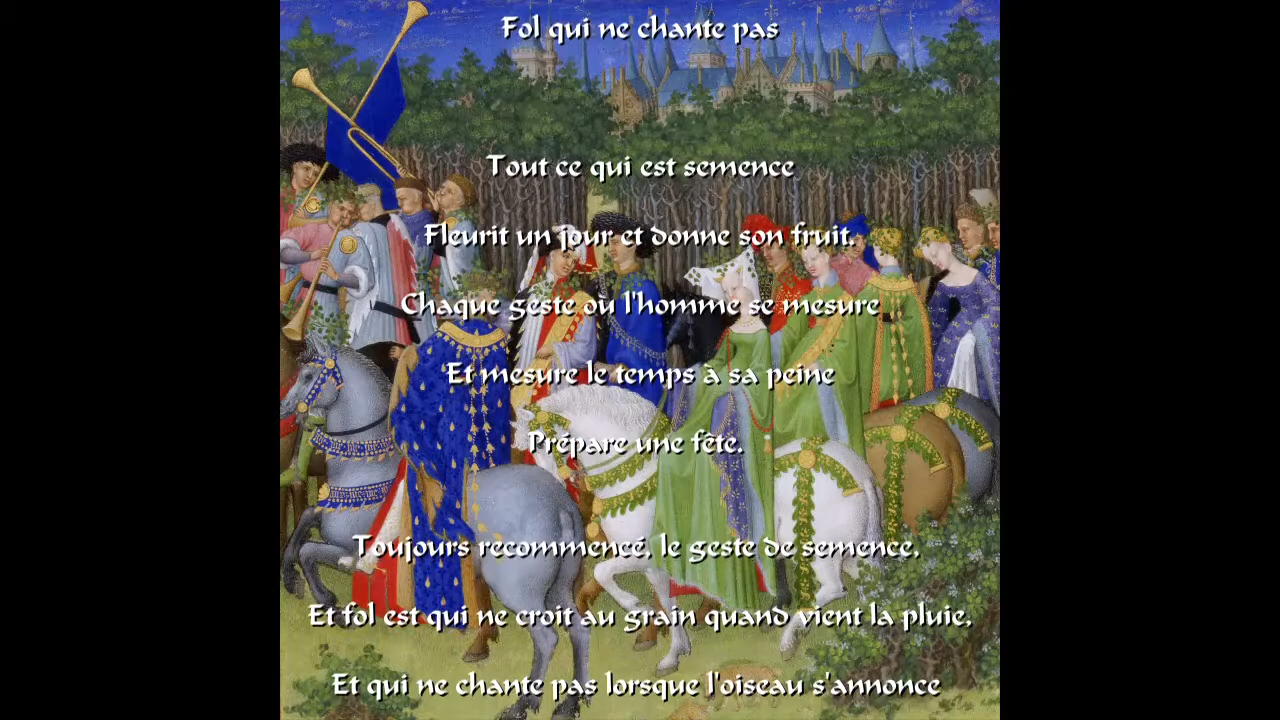 Fol qui ne chante pas
Tout ce qui est semence
Fleurit un jour et donne son fruit.
Chaque geste où l'homme se mesure
Et mesure le temps à sa peine
Prépare une fête.
Toujours recommencé, le geste de semence,
Et fol est qui ne croit au grain quand vient la pluie,
Et qui ne chante pas lorsque l'oiseau s'annonce